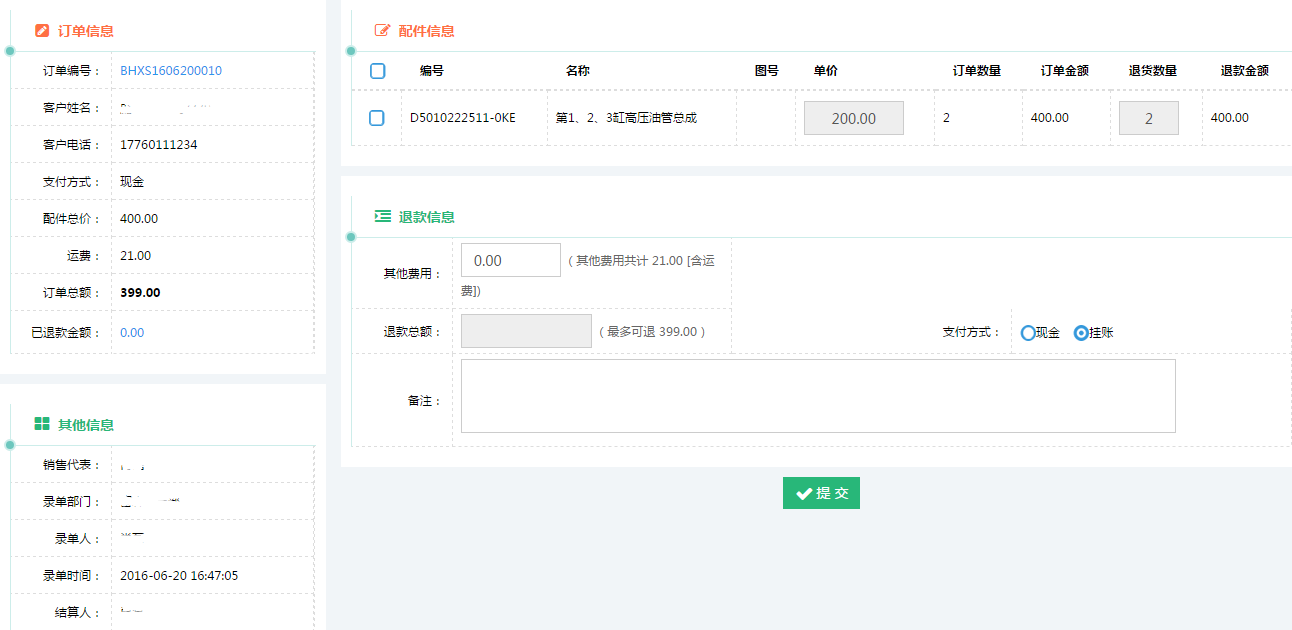 订单信息
订单编号： BHXS1606200010
客户姓名：
客户电话： 17760111234
支付方式： 现金
配件总价： 400.00
运费： 21.00
订单总额： 399.00
已退款金额： 0.00
其他信息
销售代表：
录单部门：
录单人：
录单时间： 2016-06-20 16:47:05
结算人：
配件信息
编号 名称 图号 单价 订单数量 订单金额 退货数量 退款金额
D5010222511-0KE 第1、2、3缸高压油管总成 200.00 2 400.00 2 400.00
退款信息
其他费用： 0.00 ( 其他费用共计 21.00 [含运
费])
退款总额： ( 最多可退 399.00 ) 支付方式： 现金 挂账
备注：
提 交